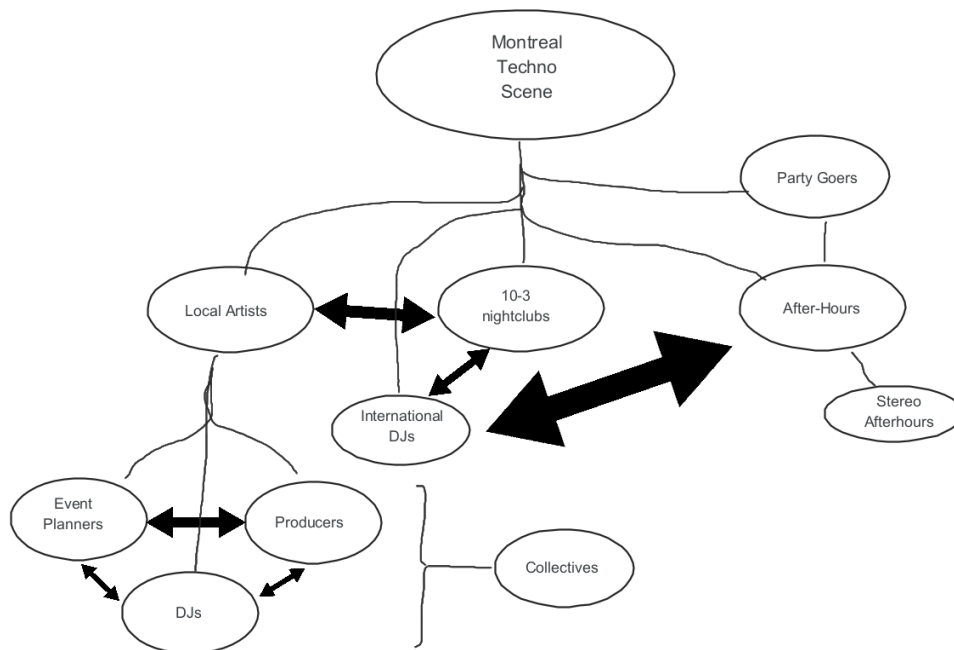 Montreal
Techno
Scene
Party Goers
Local Artists
10-3
nightclubs
After-Hours
International
DJs
Stereo
Afterhours
Event
Planners
Producers
Collectives
DJs